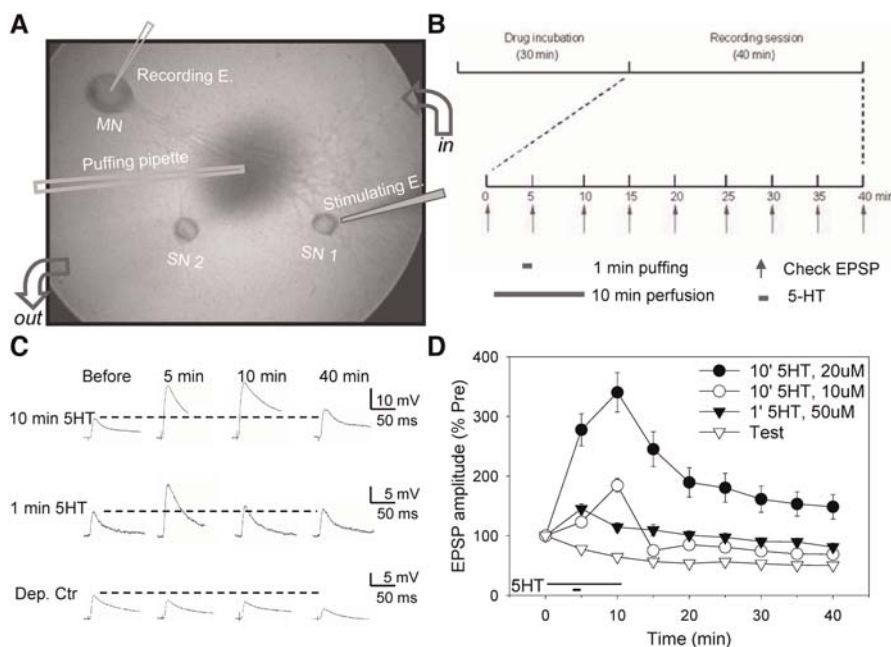 A
Recording E.
MN
Puffing pipette
Stimulating E.
SN 2
SN 1
in
out
B
Drug incubation
(30 min)
Recording session
(40 min)
0 5 10 15 20 25 30 35 40 min
1 min puffing
Check EPSP
10 min perfusion
5-HT
C
Before 5 min 10 min 40 min
10 min 5HT
10 mV
50 ms
1 min 5HT
5 mV
50 ms
Dep. Ctr
5 mV
50 ms
D
400
300
200
100
0
EPSP amplitude (% Pre)
10' 5HT, 20uM
10' 5HT, 10uM
1' 5HT, 50uM
Test
5HT
0 10 20 30 40
Time (min)